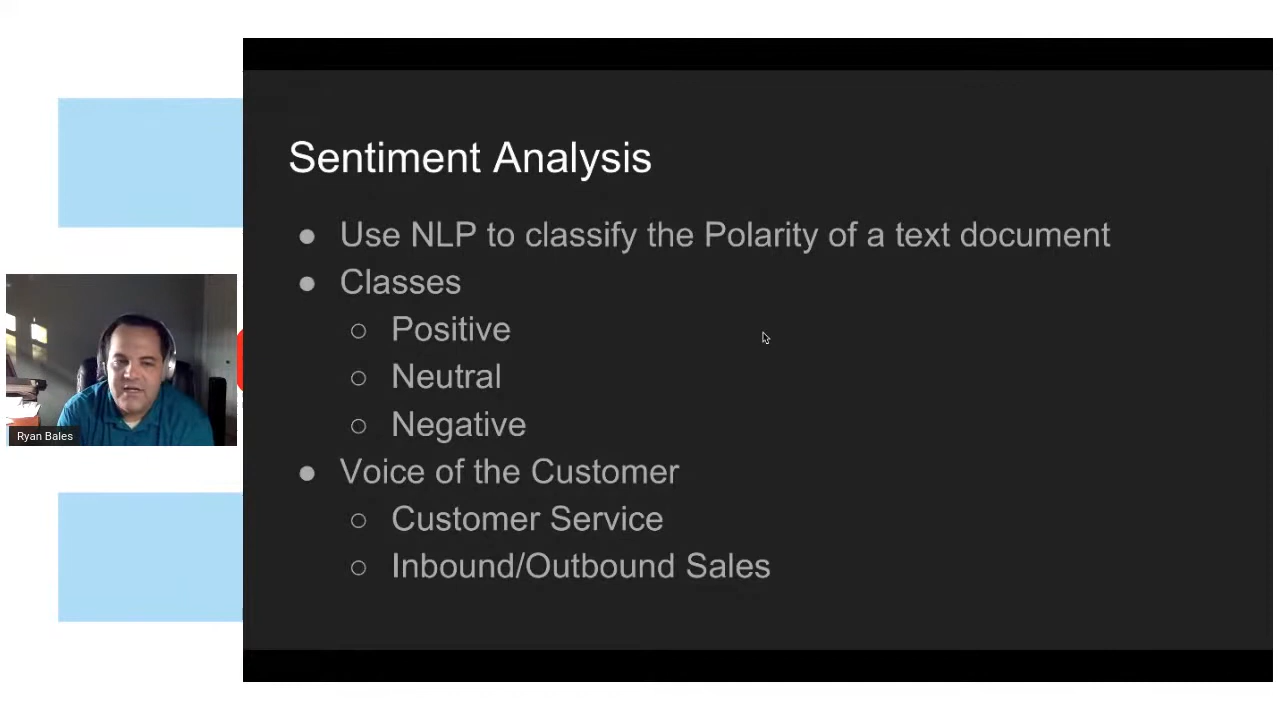 Sentiment Analysis
● Use NLP to classify the Polarity of a text document
● Classes
○ Positive
○ Neutral
○ Negative
● Voice of the Customer
○ Customer Service
○ Inbound/Outbound Sales
Ryan Bales